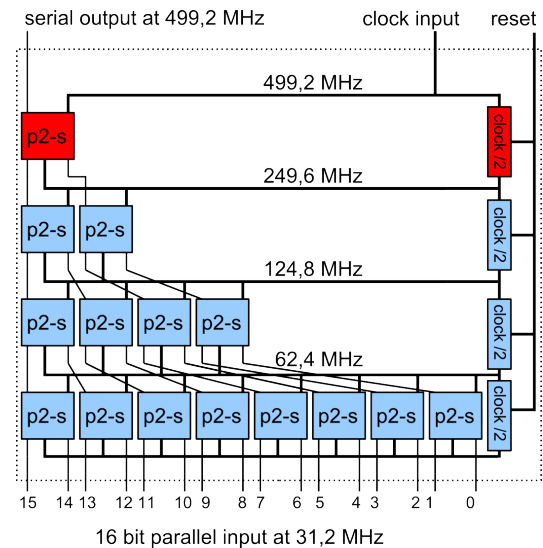 serial output at 499,2 MHz clock input reset
499,2 MHz
p2-s clock /2
249,6 MHz
p2-s p2-s clock /2
124,8 MHz
p2-s p2-s p2-s p2-s clock /2
62,4 MHz
p2-s p2-s p2-s p2-s p2-s p2-s p2-s p2-s clock /2
15 14 13 12 11 10 9 8 7 6 5 4 3 2 1 0
16 bit parallel input at 31,2 MHz